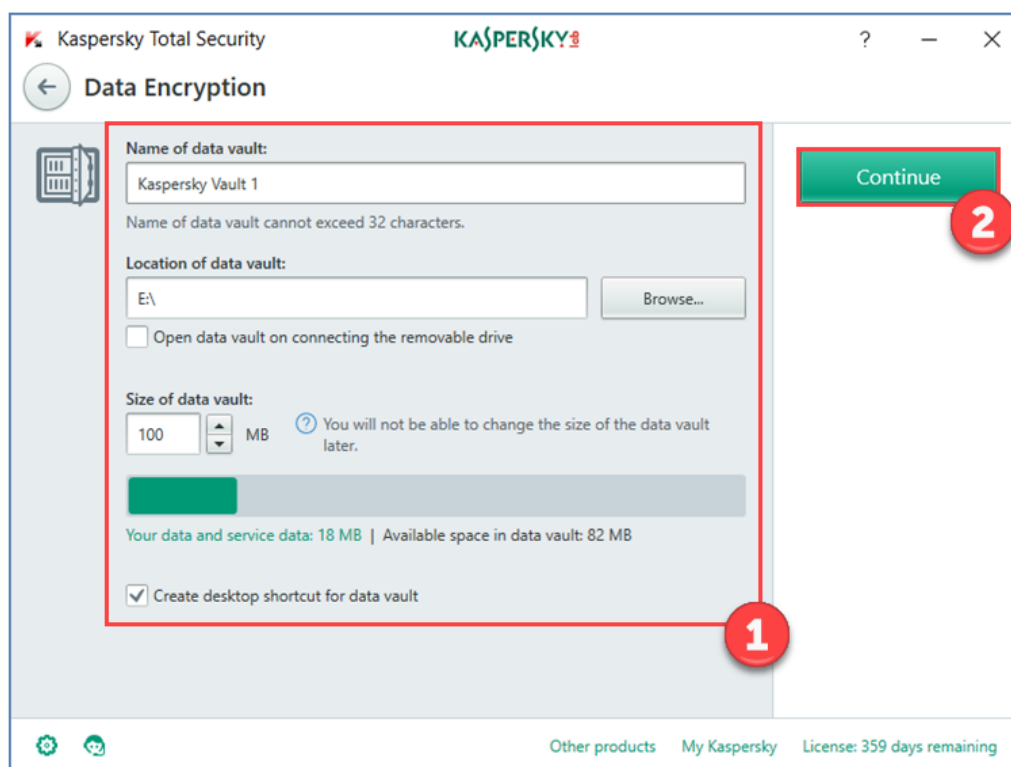 Kaspersky Total Security
KASPERSKY lab
?
Data Encryption
Name of data vault:
Kaspersky Vault 1
Continue
2
Name of data vault cannot exceed 32 characters.
Location of data vault:
E:\
Browse...
Open data vault on connecting the removable drive
Size of data vault:
100 MB
You will not be able to change the size of the data vault
later.
Your data and service data: 18 MB | Available space in data vault: 82 MB
Create desktop shortcut for data vault
1
Other products My Kaspersky License: 359 days remaining